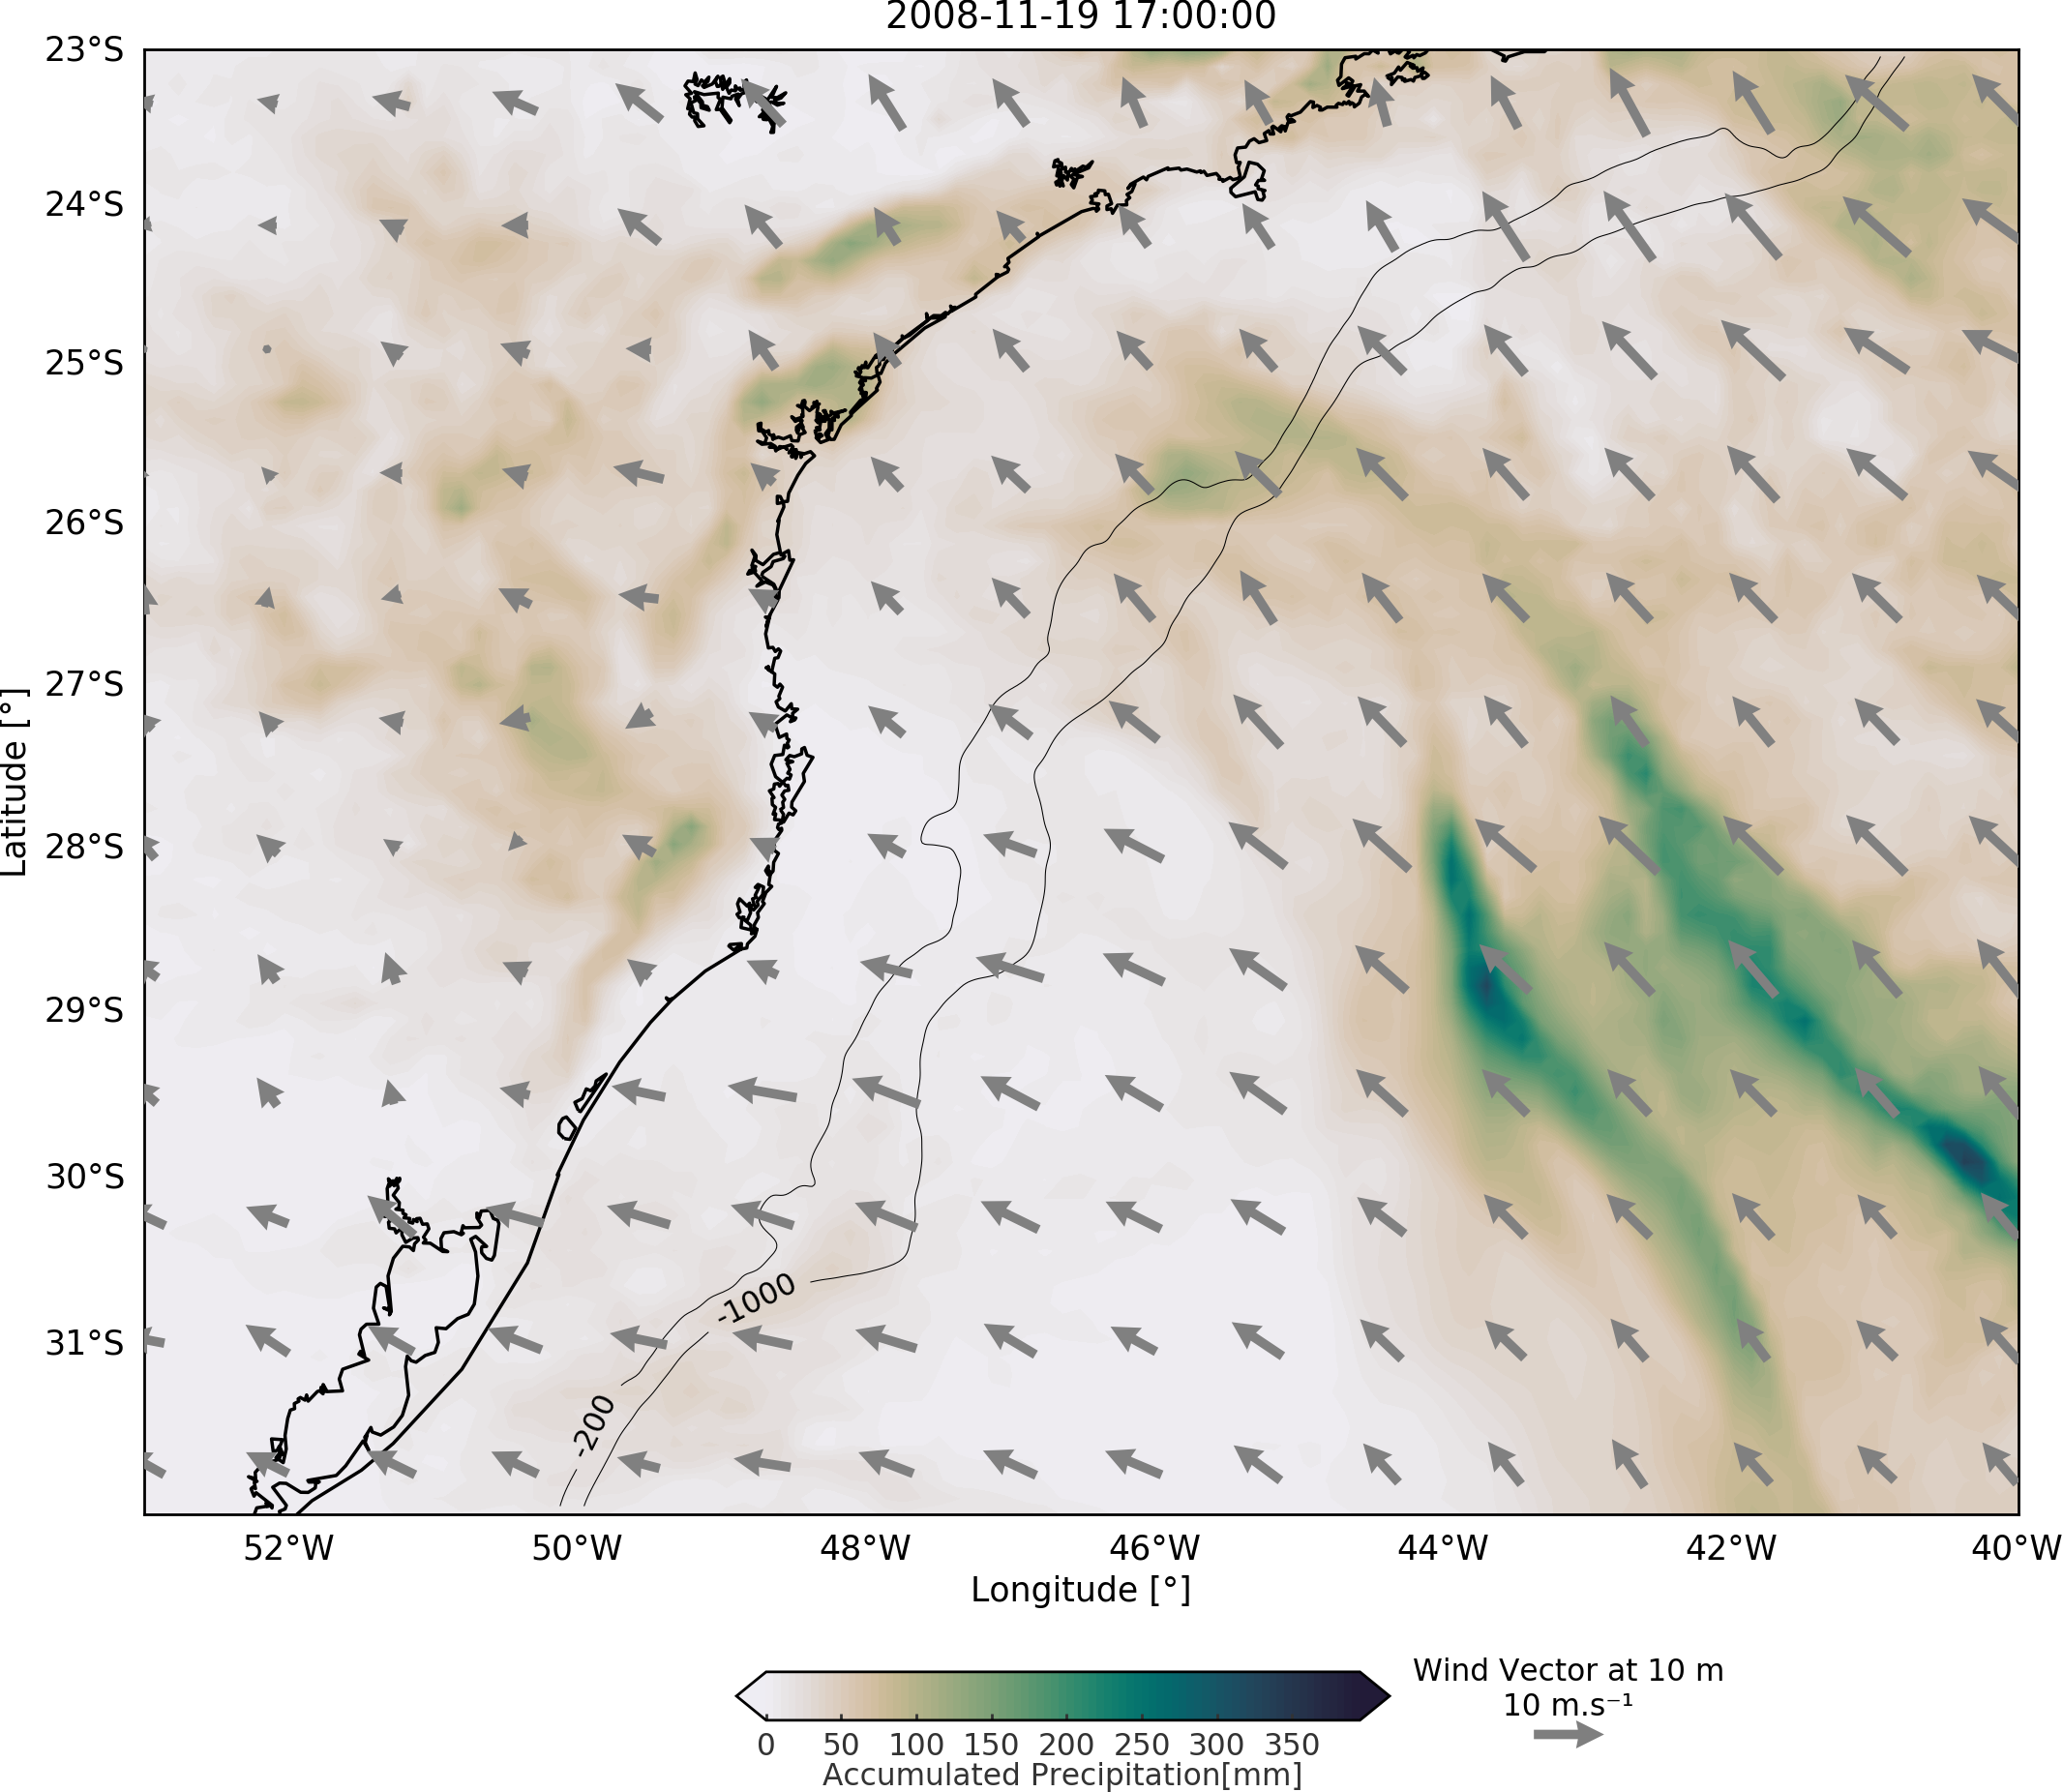 2008-11-19 17:00:00
23°S
24°S
25°S
26°S
27°S
28°S
29°S
30°S
31°S
Latitude [°]
-1000
-200
52°W 50°W 48°W 46°W 44°W 42°W 40°W
Longitude [°]
Wind Vector at 10 m
10 m.s⁻¹
0 50 100 150 200 250 300 350
Accumulated Precipitation[mm]